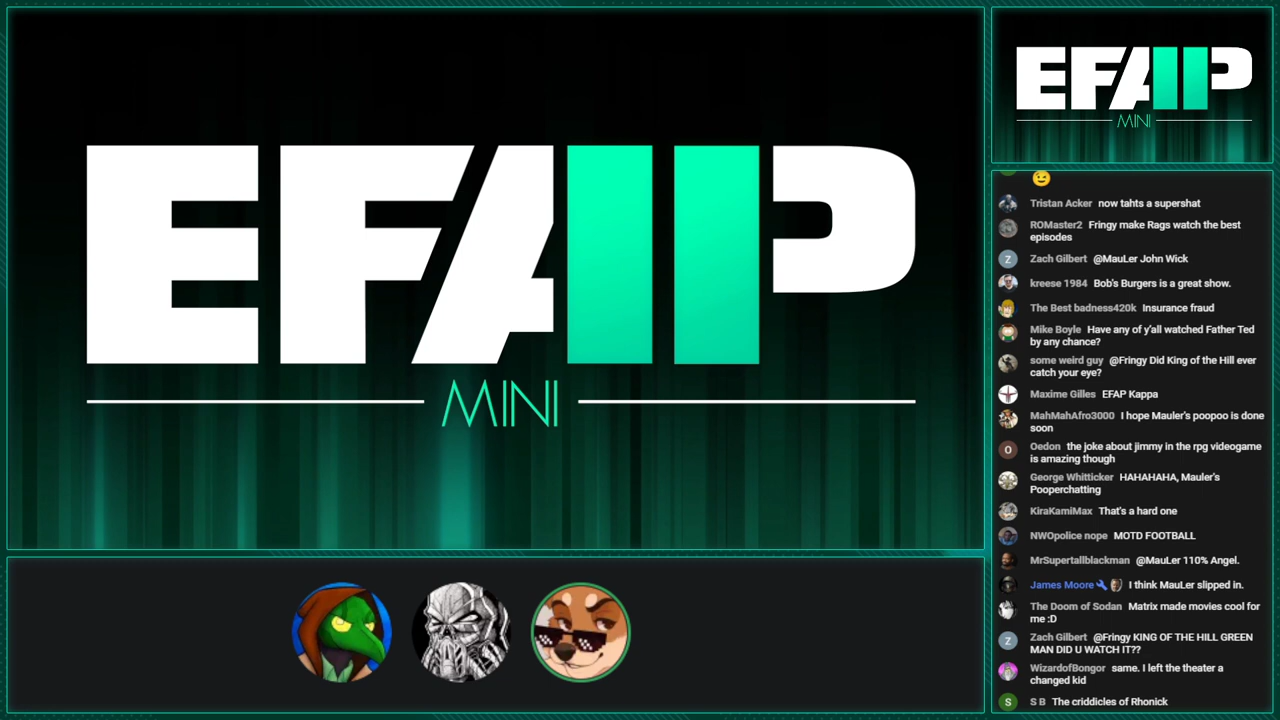 EFAP
MINI
EFAP
MINI
Tristan Acker now tahts a supershat
ROMaster2 Fringy make Rags watch the best
episodes
Z
Zach Gilbert @MauLer John Wick
kreese 1984 Bob's Burgers is a great show.
The Best badness420k Insurance fraud
Mike Boyle Have any of y'all watched Father Ted
by any chance?
some weird guy @Fringy Did King of the Hill ever
catch your eye?
Maxime Gilles EFAP Kappa
MahMahAfro3000 I hope Mauler's poopoo is done
soon
O
Oedon the joke about jimmy in the rpg videogame
is amazing though
George Whitticker HAHAHAHA, Mauler's
Pooperchatting
KiraKamiMax That's a hard one
NWOpolice nope MOTD FOOTBALL
MrSupertallblackman @MauLer 110% Angel.
James Moore I think MauLer slipped in.
The Doom of Sodan Matrix made movies cool for
me :D
Z
Zach Gilbert @Fringy KING OF THE HILL GREEN
MAN DID U WATCH IT??
WizardofBongor same. I left the theater a
changed kid
S
S B The criddicles of Rhonick